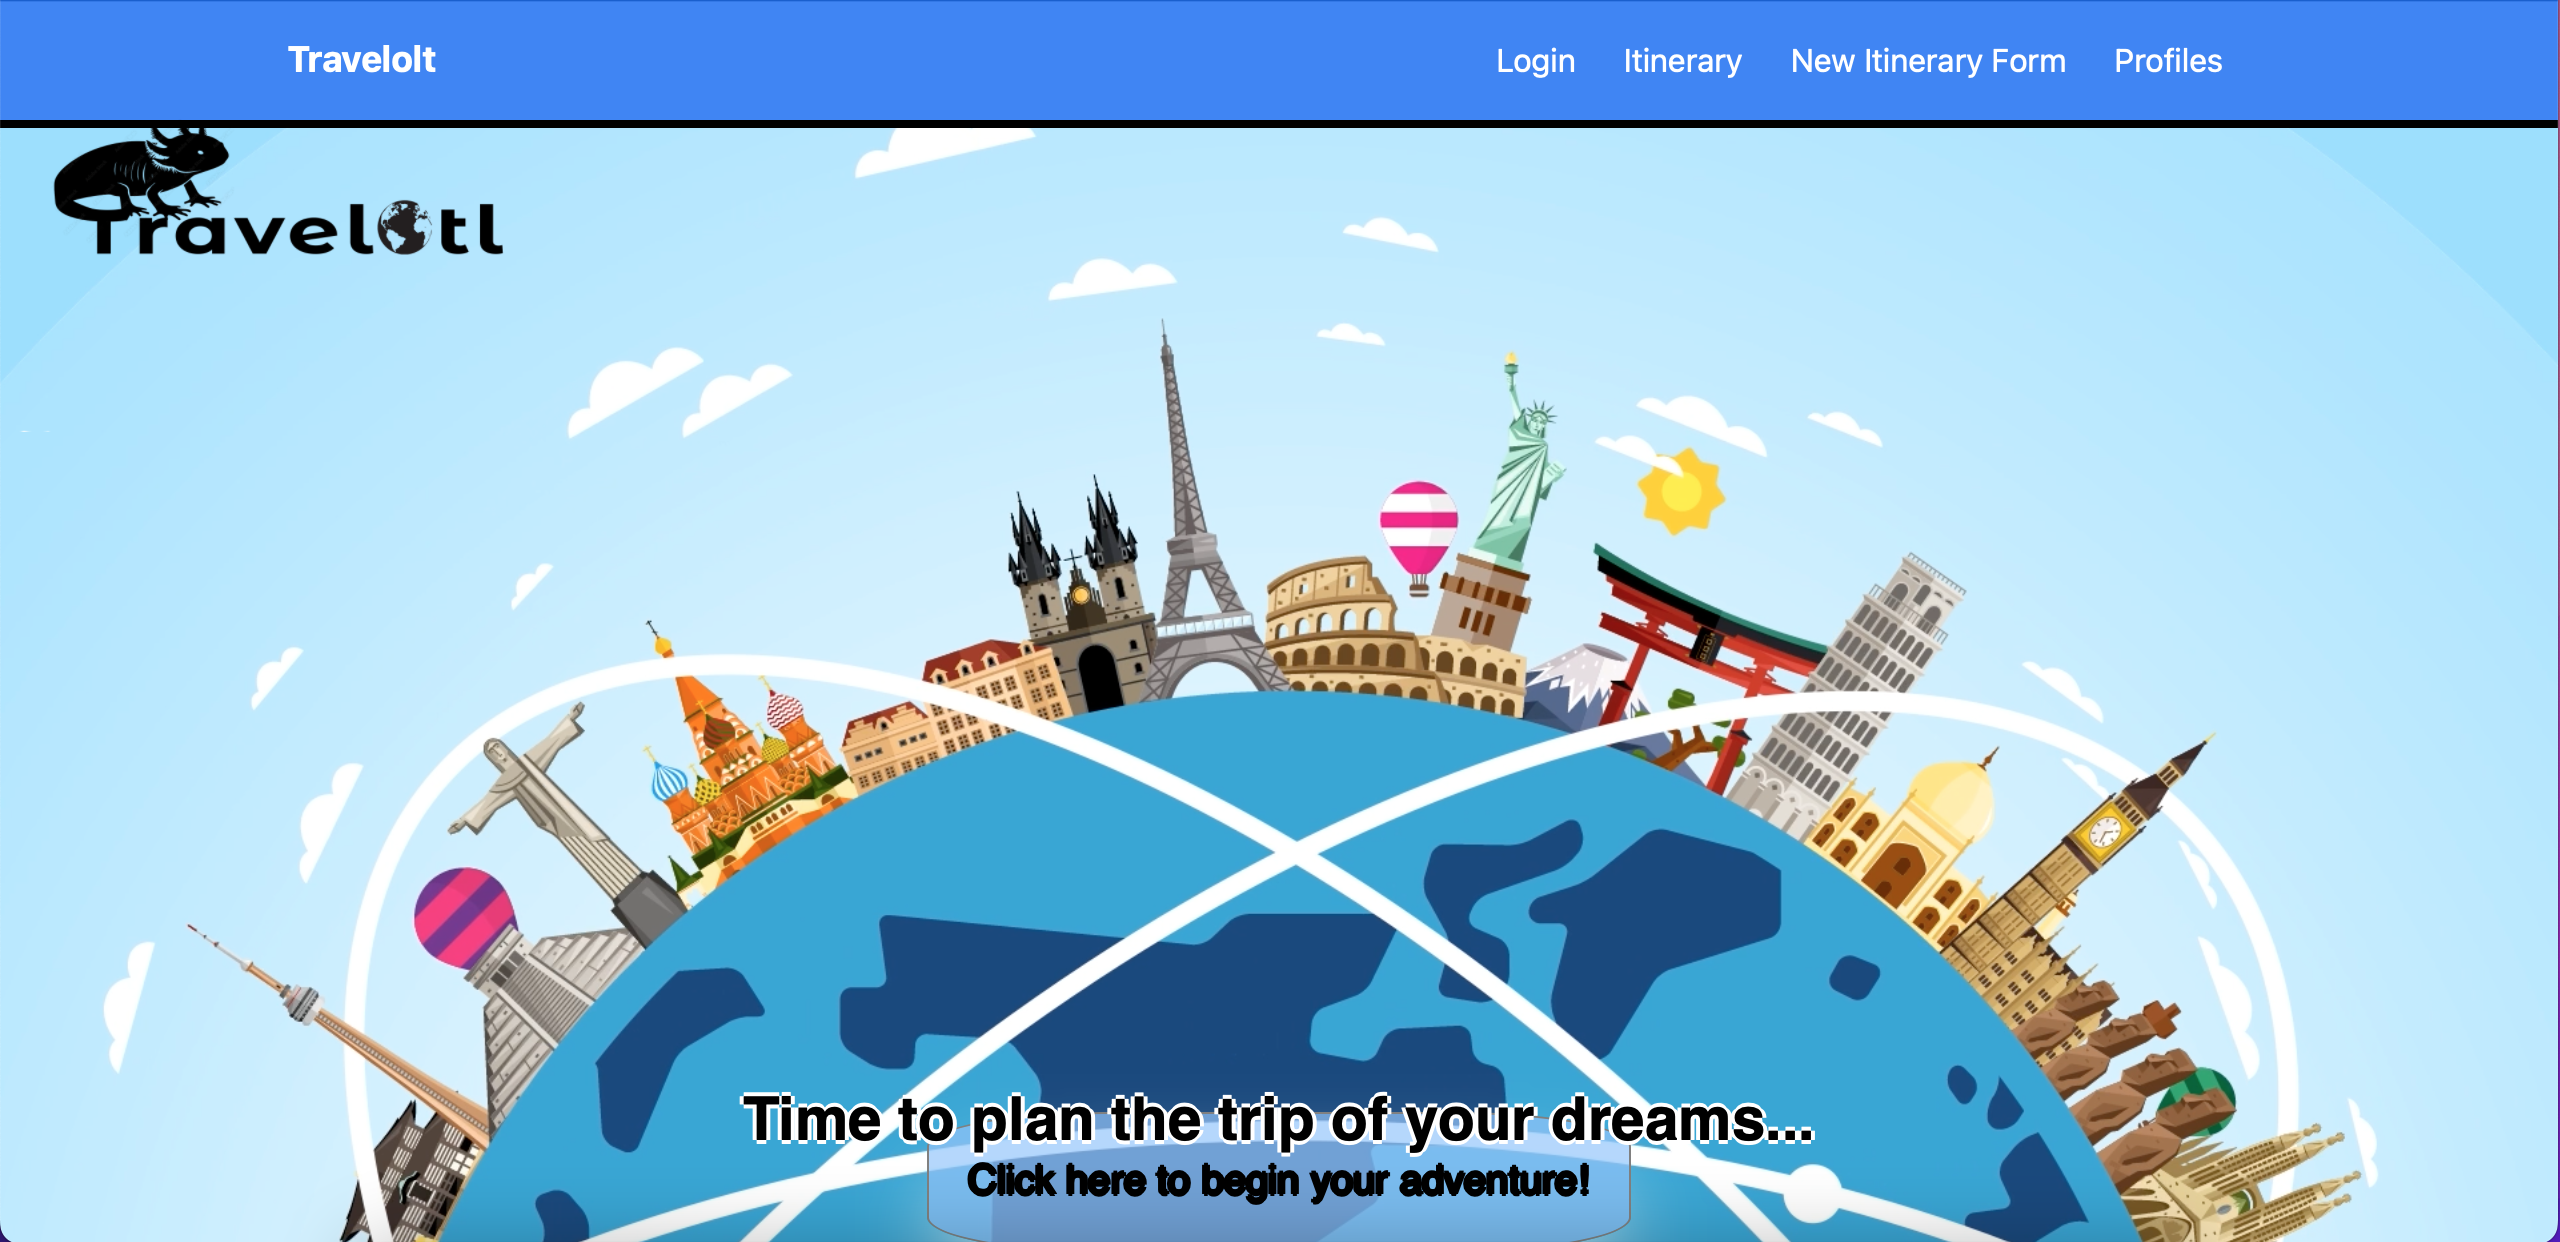 Travelolt
Login Itinerary New Itinerary Form Profiles
Travelotl
Time to plan the trip of your dreams...
Click here to begin your adventure!